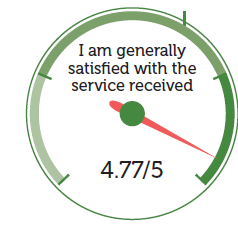 I am generally
satisfied with the
service received
4.77/5